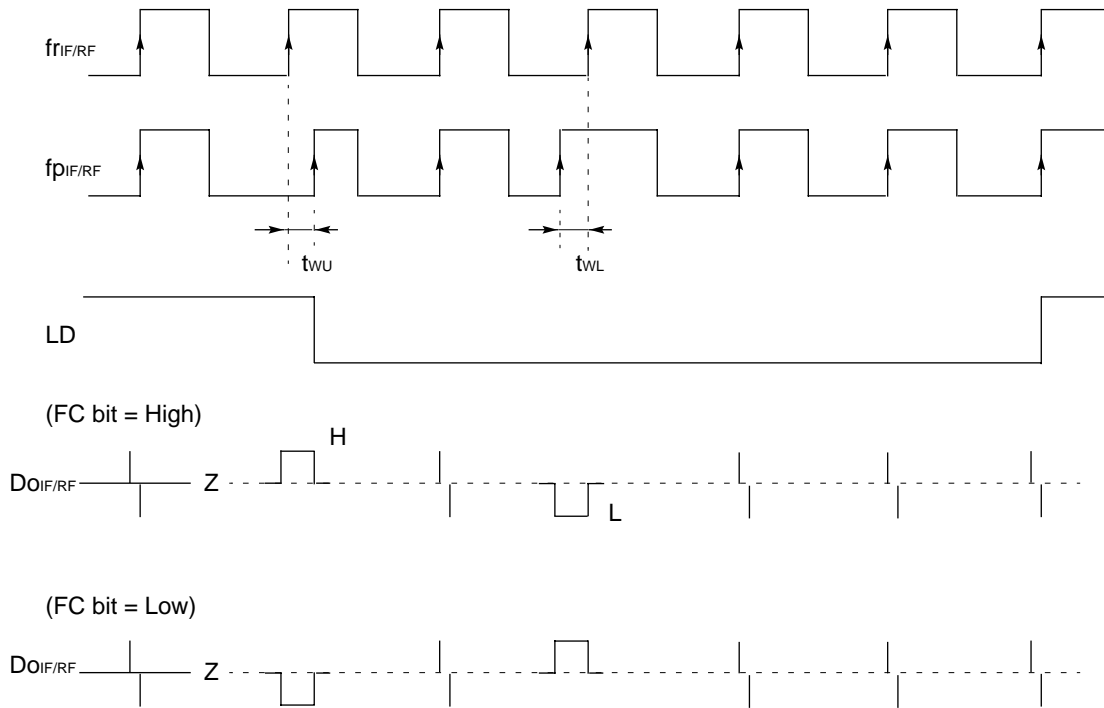 frIF/RF
fpIF/RF
tWU tWL
LD
(FC bit = High)
H
DoIF/RF Z
L
(FC bit = Low)
DoIF/RF Z